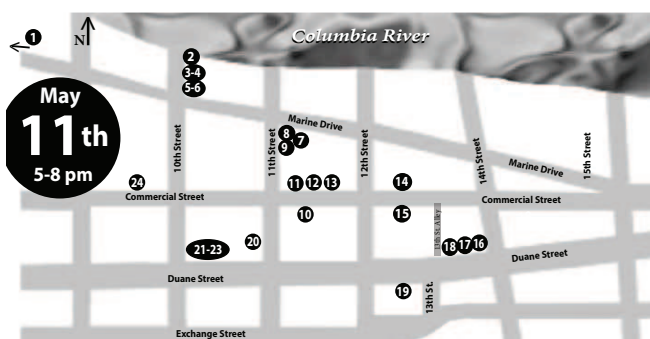 1
N
Columbia River
2
3-4
5-6
May
11th
5-8 pm
Marine Drive
8
7
9
10th Street
11th Street
12th Street
14th Street
15th Street
Marine Drive
24
11
12
13
14
Commercial Street
Commercial Street
10
15
13th St. Alley
21-23
20
18
17
16
Duane Street
Duane Street
19
13th St.
Exchange Street